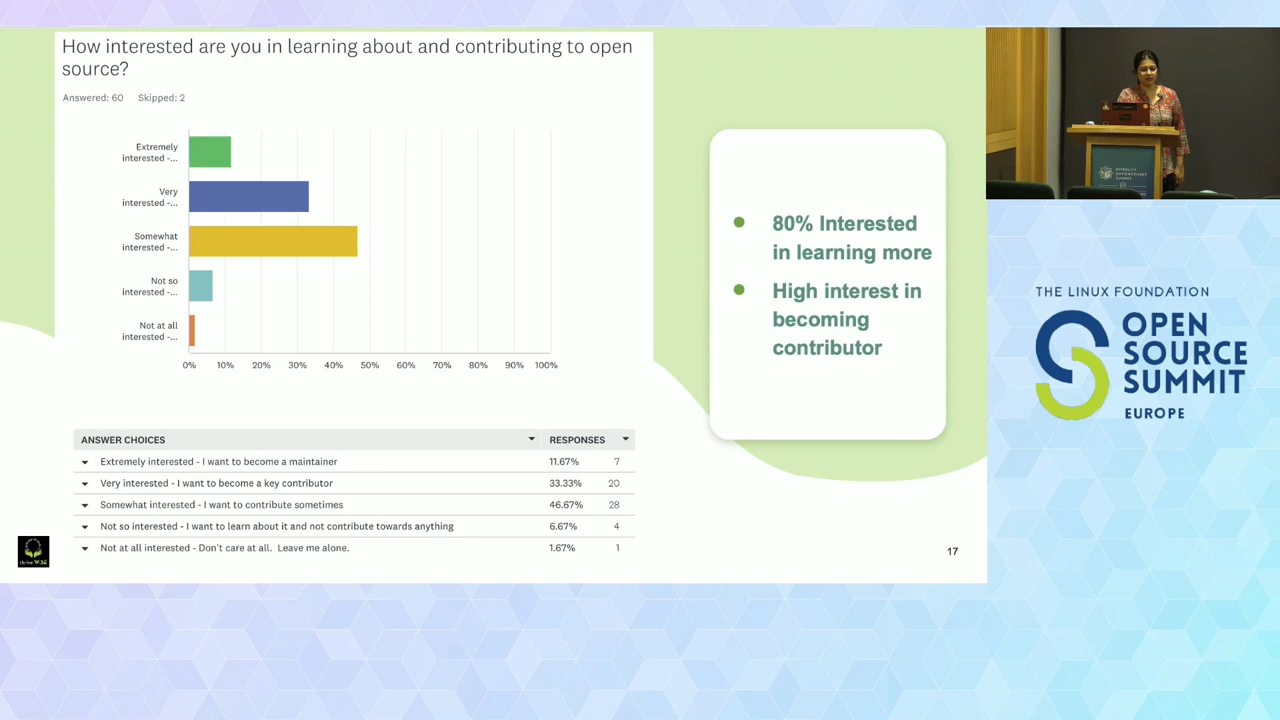 How interested are you in learning about and contributing to open
source?
Answered: 60 Skipped: 2
Extremely
interested -...
Very
interested -...
Somewhat
interested -...
Not so
interested -...
Not at all
interested -...
0% 10% 20% 30% 40% 50% 60% 70% 80% 90% 100%
ANSWER CHOICES RESPONSES
Extremely interested - I want to become a maintainer 11.67% 7
Very interested - I want to become a key contributor 33.33% 20
Somewhat interested - I want to contribute sometimes 46.67% 28
Not so interested - I want to learn about it and not contribute towards anything 6.67% 4
Not at all interested - Don't care at all. Leave me alone. 1.67% 1
80% Interested
in learning more
High interest in
becoming
contributor
17
THE LINUX FOUNDATION
OPEN
SOURCE
SUMMIT
EUROPE